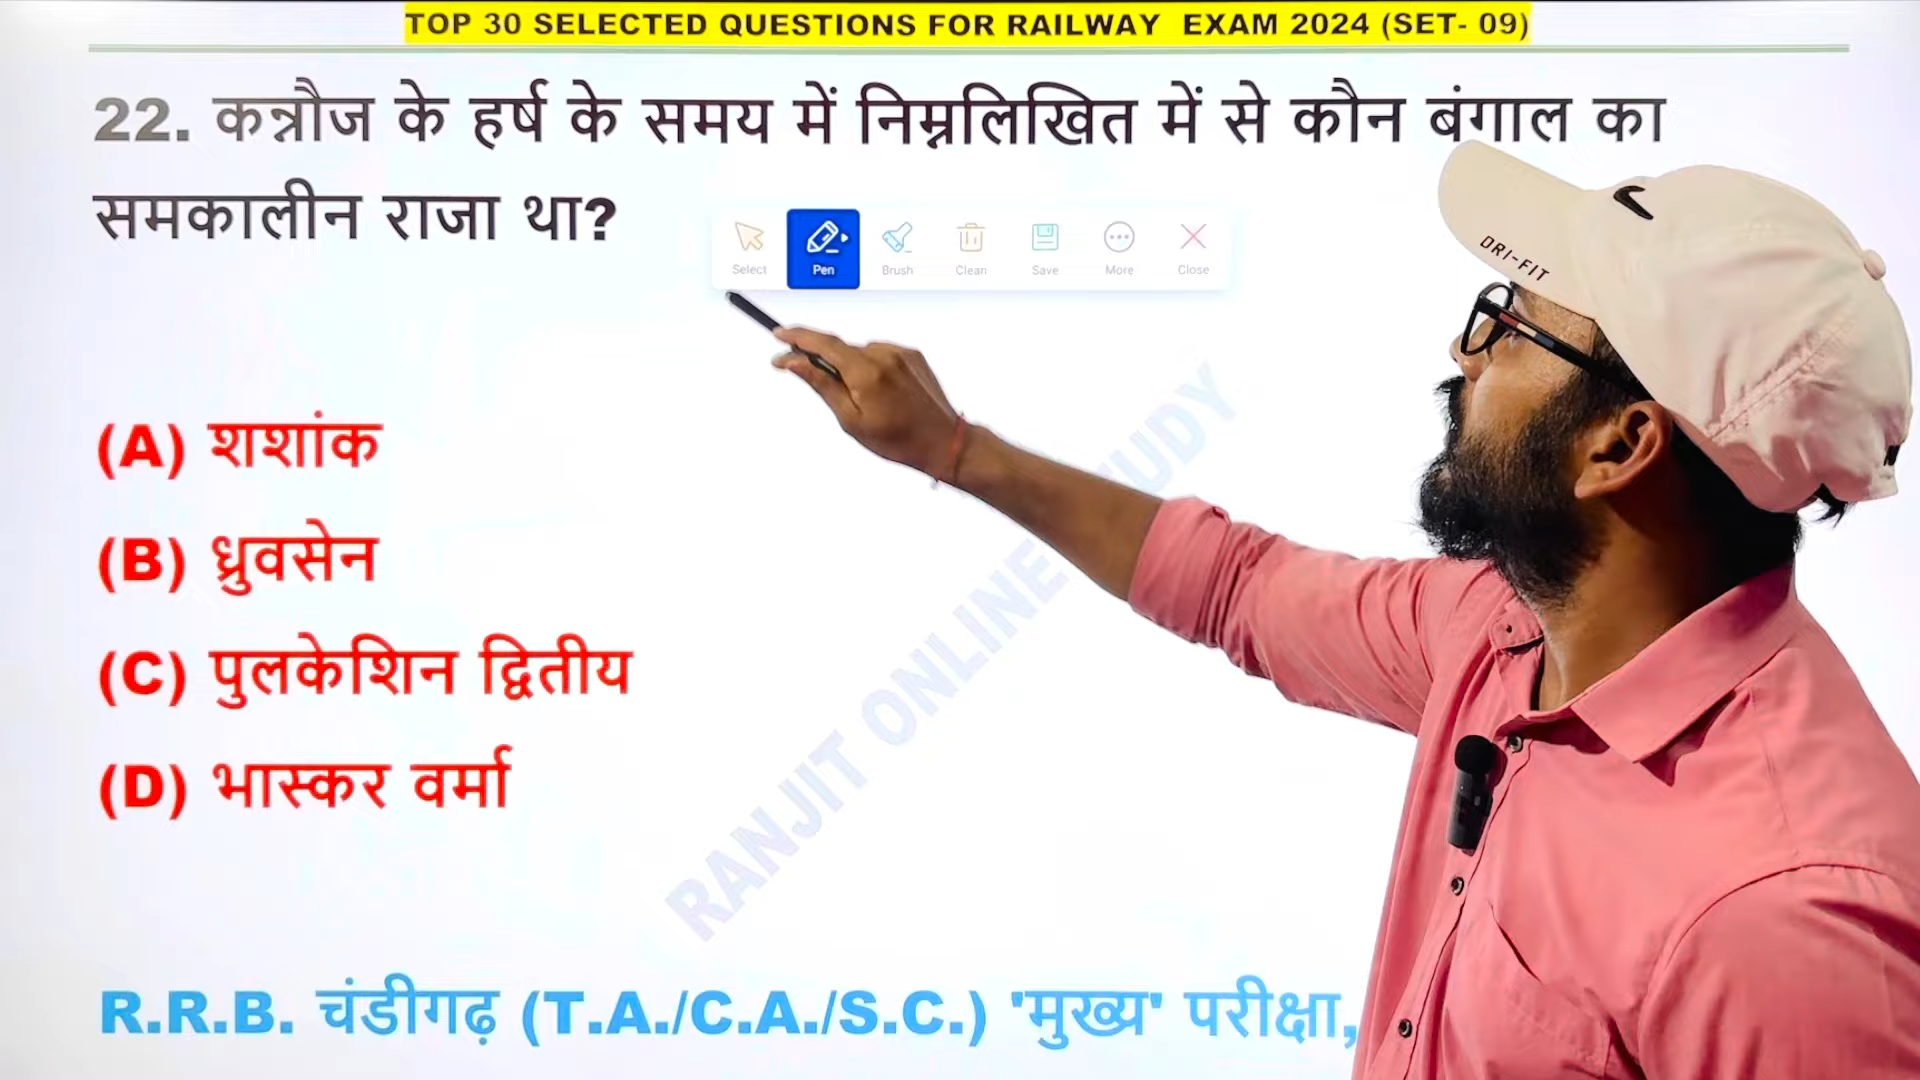 TOP 30 SELECTED QUESTIONS FOR RAILWAY EXAM 2024 (SET- 09)
22. कन्नौज के हर्ष के समय में निम्नलिखित में से कौन बंगाल का
समकालीन राजा था?
Select Pen Brush Clean Save More Close
DRI-FIT
(A) शशांक
(B) ध्रुवसेन
(C) पुलकेशिन द्वितीय
(D) भास्कर वर्मा
RANJIT ONLINE STUDY
R.R.B. चंडीगढ़ (T.A./C.A./S.C.) 'मुख्य' परीक्षा,